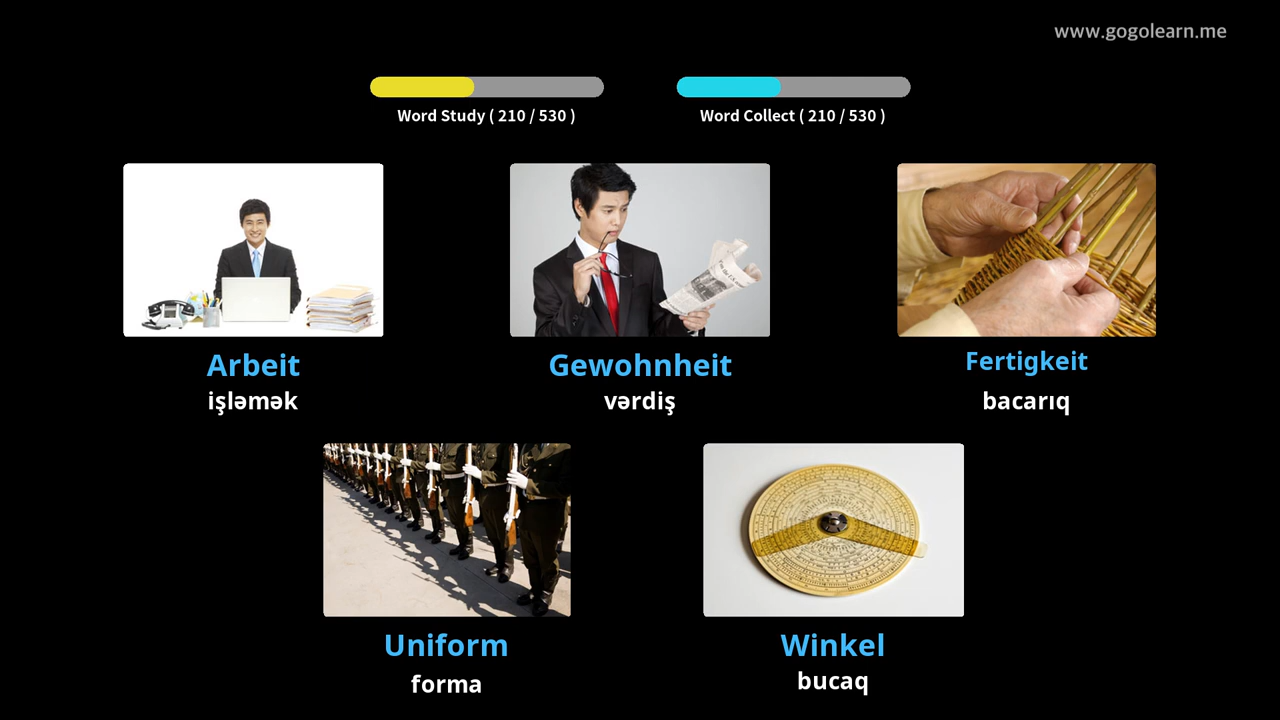 www.gogolearn.me
Word Study ( 210 / 530 )
Word Collect ( 210 / 530 )
Arbeit
işləmək
Gewohnheit
vərdiş
Fertigkeit
bacarıq
Uniform
forma
Winkel
bucaq